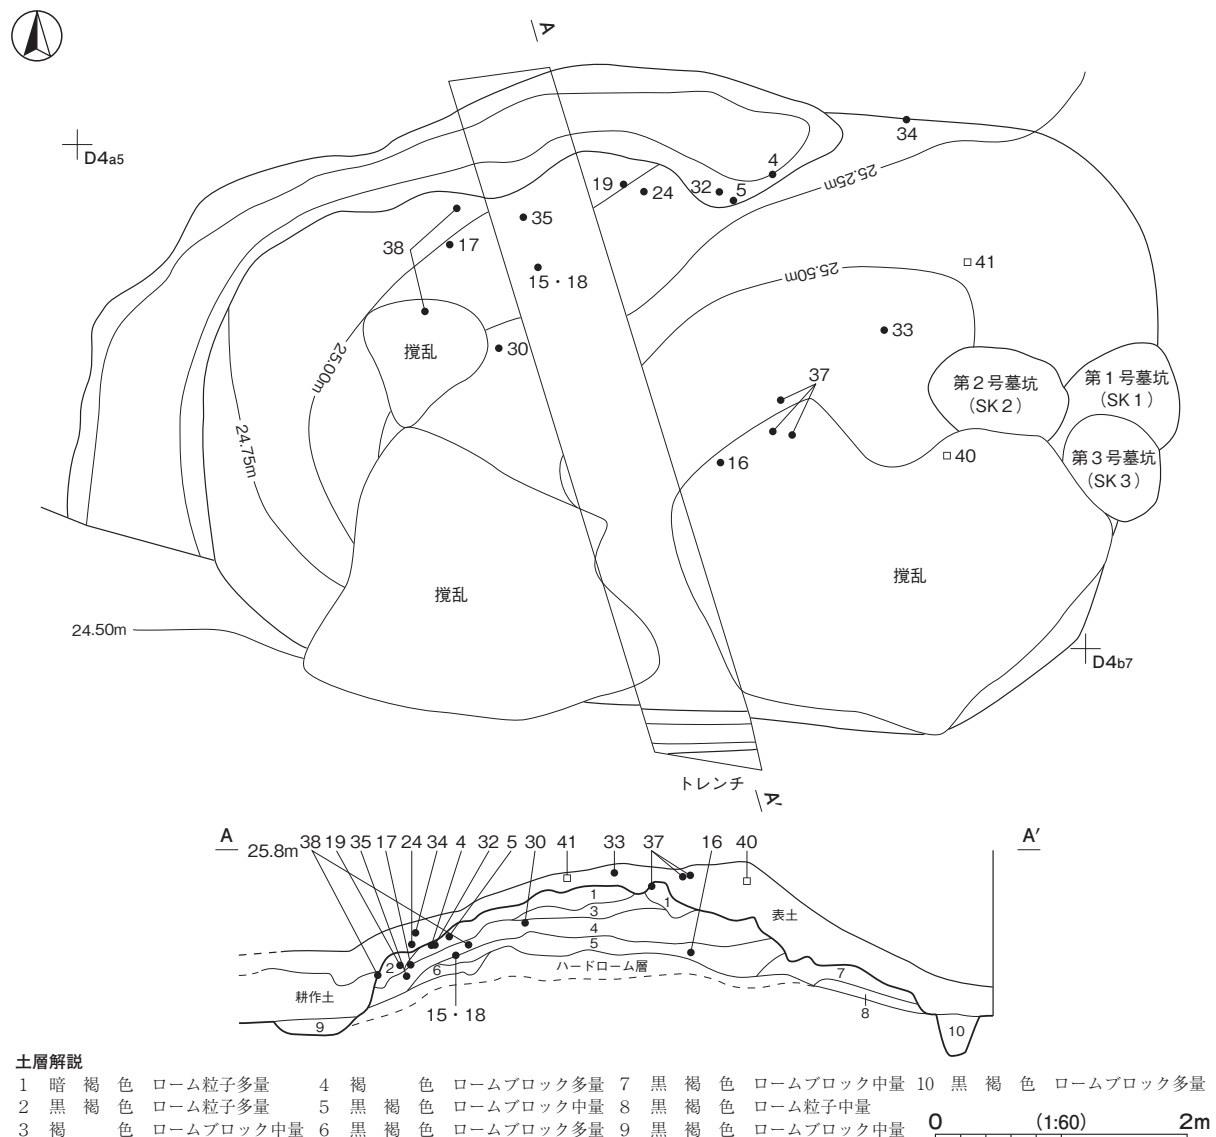 A
D4a5
34
4
25.25m
19
24
32
5
35
38
17
41
15・18
25.50m
33
撹乱
30
25.00m
37
第2号墓坑
(SK2)
第1号墓坑
(SK1)
24.75m
16
40
第3号墓坑
(SK3)
撹乱
撹乱
24.50m
D4b7
トレンチ
A′
A
25.8m
38 19 35 17 24 34 4 32 5 30 41 33 37 16 40
A′
1
1
3
表土
4
5
2
6
ハードローム層
7
耕作土
15・18
8
9
10
土層解説
1 暗褐色 ローム粒子多量 4 褐色 ロームブロック多量 7 黒褐色 ロームブロック中量 10 黒褐色 ロームブロック多量
2 黒褐色 ローム粒子多量 5 黒褐色 ロームブロック中量 8 黒褐色 ローム粒子中量
3 褐色 ロームブロック中量 6 黒褐色 ロームブロック多量 9 黒褐色 ロームブロック中量
0 (1:60) 2m